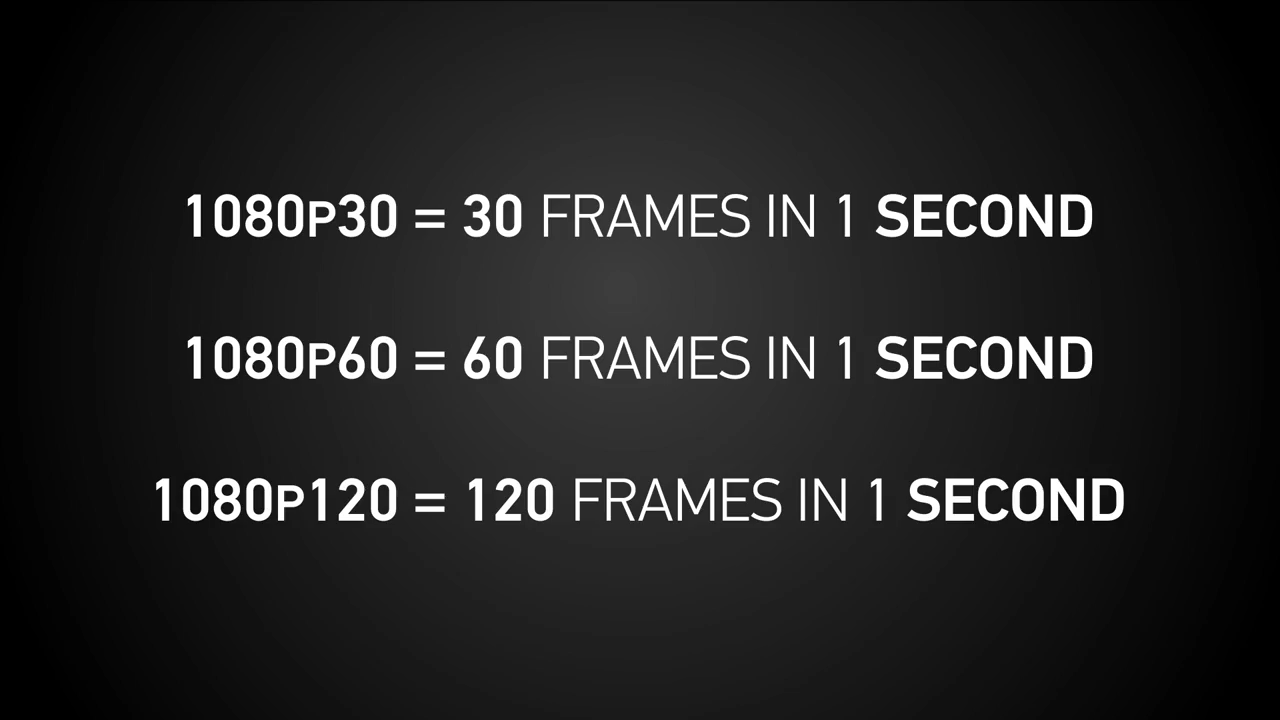 1080P30 = 30 FRAMES IN 1 SECOND
1080P60 = 60 FRAMES IN 1 SECOND
1080P120 = 120 FRAMES IN 1 SECOND